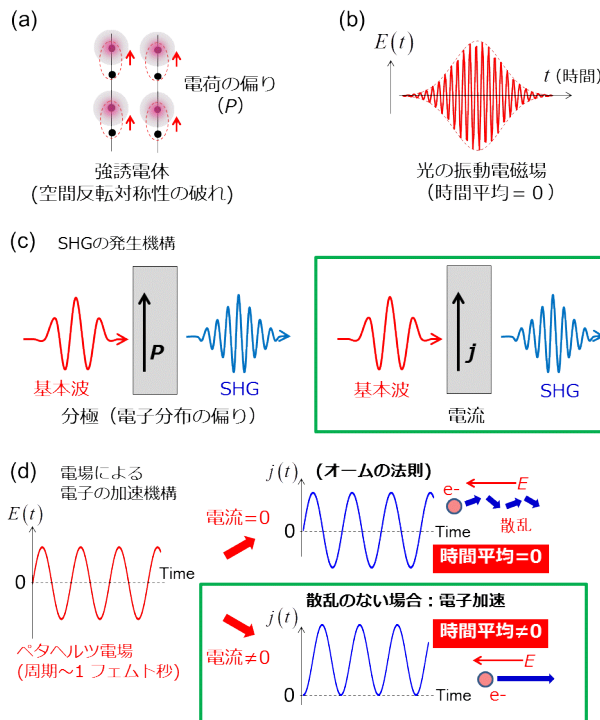 (a)
電荷の偏り
(P)
強誘電体
(空間反転対称性の破れ)
(b)
E(t)
t (時間)
光の振動電磁場
(時間平均 = 0)
(c) SHGの発生機構
P
基本波
SHG
分極 (電子分布の偏り)
j
基本波
SHG
電流
(d) 電場による
電子の加速機構
E(t)
0
Time
ペタヘルツ電場
(周期~1 フェムト秒)
電流=0
j(t) (オームの法則)
0
Time
e-
E
散乱
時間平均=0
電流≠0
散乱のない場合:電子加速
j(t)
0
Time
時間平均≠0
E
e-